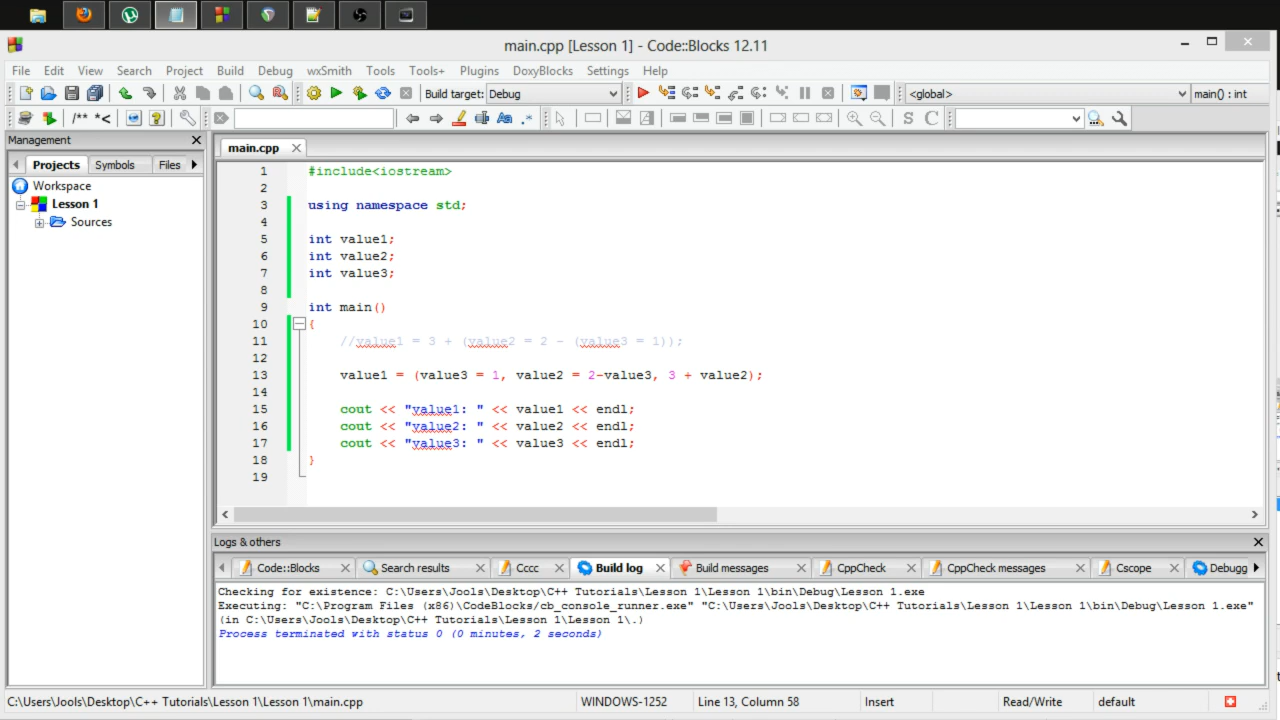 main.cpp [Lesson 1] - Code::Blocks 12.11
File Edit View Search Project Build Debug wxSmith Tools Tools+ Plugins DoxyBlocks Settings Help
Build target: Debug <global> main() : int
/** *<
Management
main.cpp
Projects Symbols Files
Workspace
Lesson 1
Sources
1 #include<iostream>
2
3 using namespace std;
4
5 int value1;
6 int value2;
7 int value3;
8
9 int main()
10 {
11 //value1 = 3 + (value2 = 2 - (value3 = 1));
12
13 value1 = (value3 = 1, value2 = 2-value3, 3 + value2);
14
15 cout << "value1: " << value1 << endl;
16 cout << "value2: " << value2 << endl;
17 cout << "value3: " << value3 << endl;
18 }
19
Logs & others
Code::Blocks Search results Cccc Build log Build messages CppCheck CppCheck messages Cscope Debugg
Checking for existence: C:\Users\Jools\Desktop\C++ Tutorials\Lesson 1\Lesson 1\bin\Debug\Lesson 1.exe
Executing: "C:\Program Files (x86)\CodeBlocks/cb_console_runner.exe" "C:\Users\Jools\Desktop\C++ Tutorials\Lesson 1\Lesson 1\bin\Debug\Lesson 1.exe"
(in C:\Users\Jools\Desktop\C++ Tutorials\Lesson 1\Lesson 1\.)
Process terminated with status 0 (0 minutes, 2 seconds)
C:\Users\Jools\Desktop\C++ Tutorials\Lesson 1\Lesson 1\main.cpp WINDOWS-1252 Line 13, Column 58 Insert Read/Write default